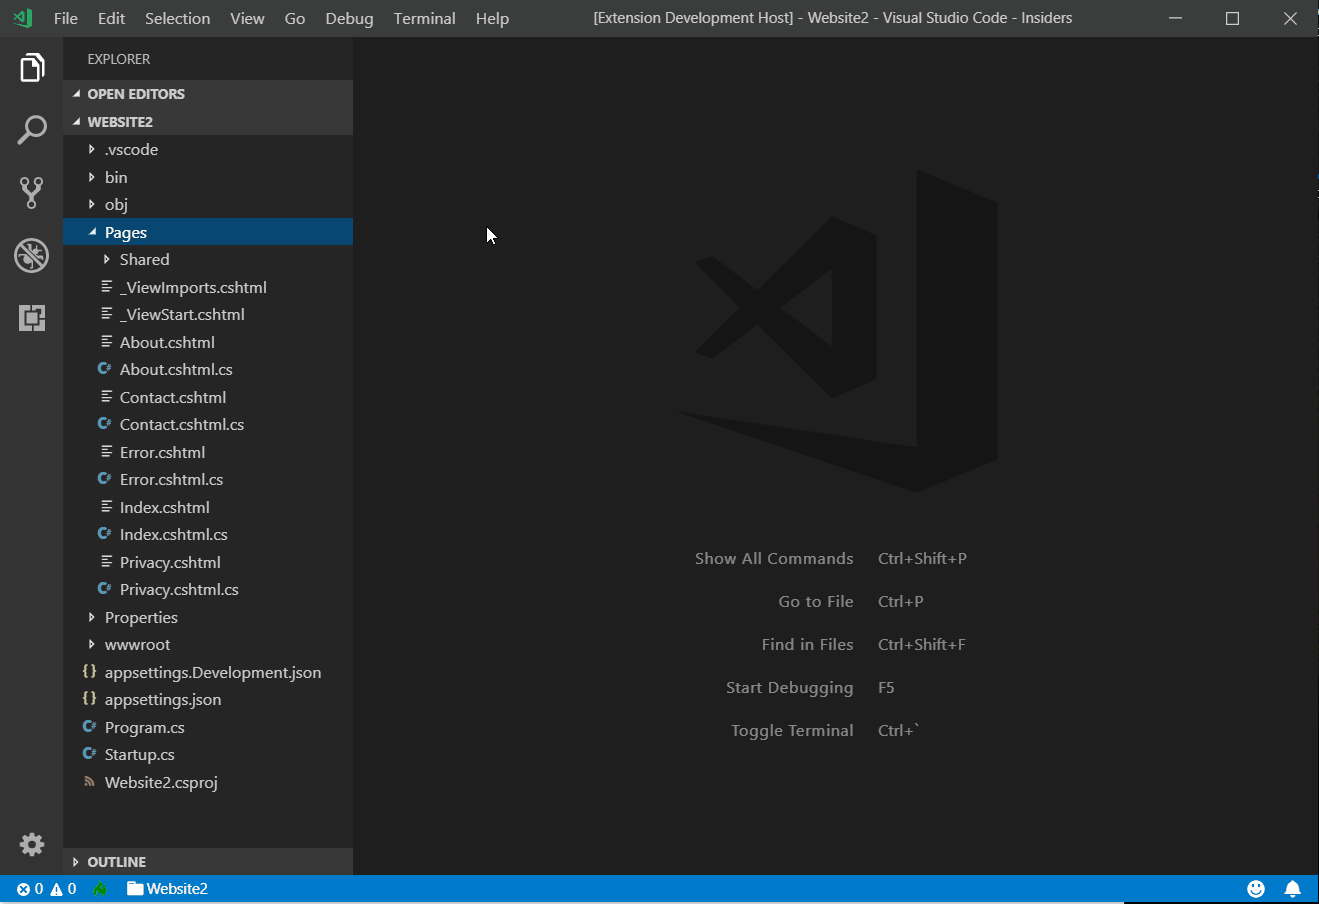 File Edit Selection View Go Debug Terminal Help [Extension Development Host] - Website2 - Visual Studio Code - Insiders
EXPLORER
OPEN EDITORS
WEBSITE2
.vscode
bin
obj
Pages
Shared
_ViewImports.cshtml
_ViewStart.cshtml
About.cshtml
C# About.cshtml.cs
Contact.cshtml
C# Contact.cshtml.cs
Error.cshtml
C# Error.cshtml.cs
Index.cshtml
C# Index.cshtml.cs
Privacy.cshtml
C# Privacy.cshtml.cs
Properties
wwwroot
{} appsettings.Development.json
{} appsettings.json
C# Program.cs
C# Startup.cs
Website2.csproj
OUTLINE
Show All Commands Ctrl+Shift+P
Go to File Ctrl+P
Find in Files Ctrl+Shift+F
Start Debugging F5
Toggle Terminal Ctrl+`
0 0 Website2